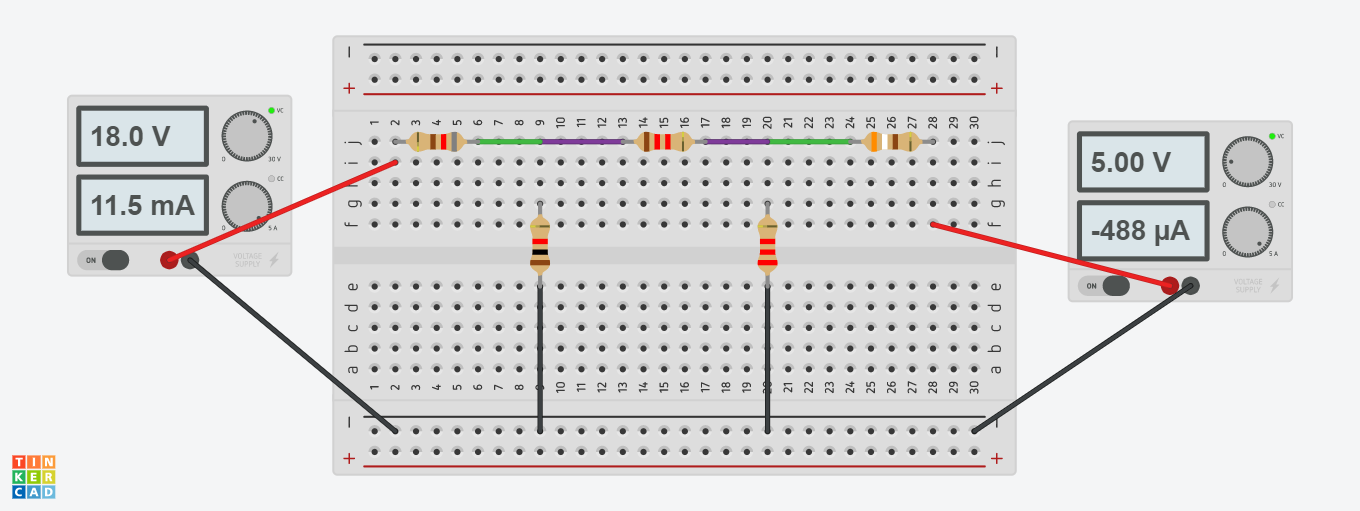 1 2 3 4 5 6 7 8 9 10 11 12 13 14 15 16 17 18 19 20 21 22 23 24 25 26 27 28 29 30
j j
i i
h h
g g
f f
e e
d d
c c
b b
a a
1 2 3 4 5 6 7 8 9 10 11 12 13 14 15 16 17 18 19 20 21 22 23 24 25 26 27 28 29 30
18.0 V
VC
0 30 V
11.5 mA
CC
0 5 A
ON
VOLTAGE
SUPPLY
5.00 V
VC
0 30 V
-488 µA
CC
0 5 A
ON
VOLTAGE
SUPPLY
TIN
KER
CAD